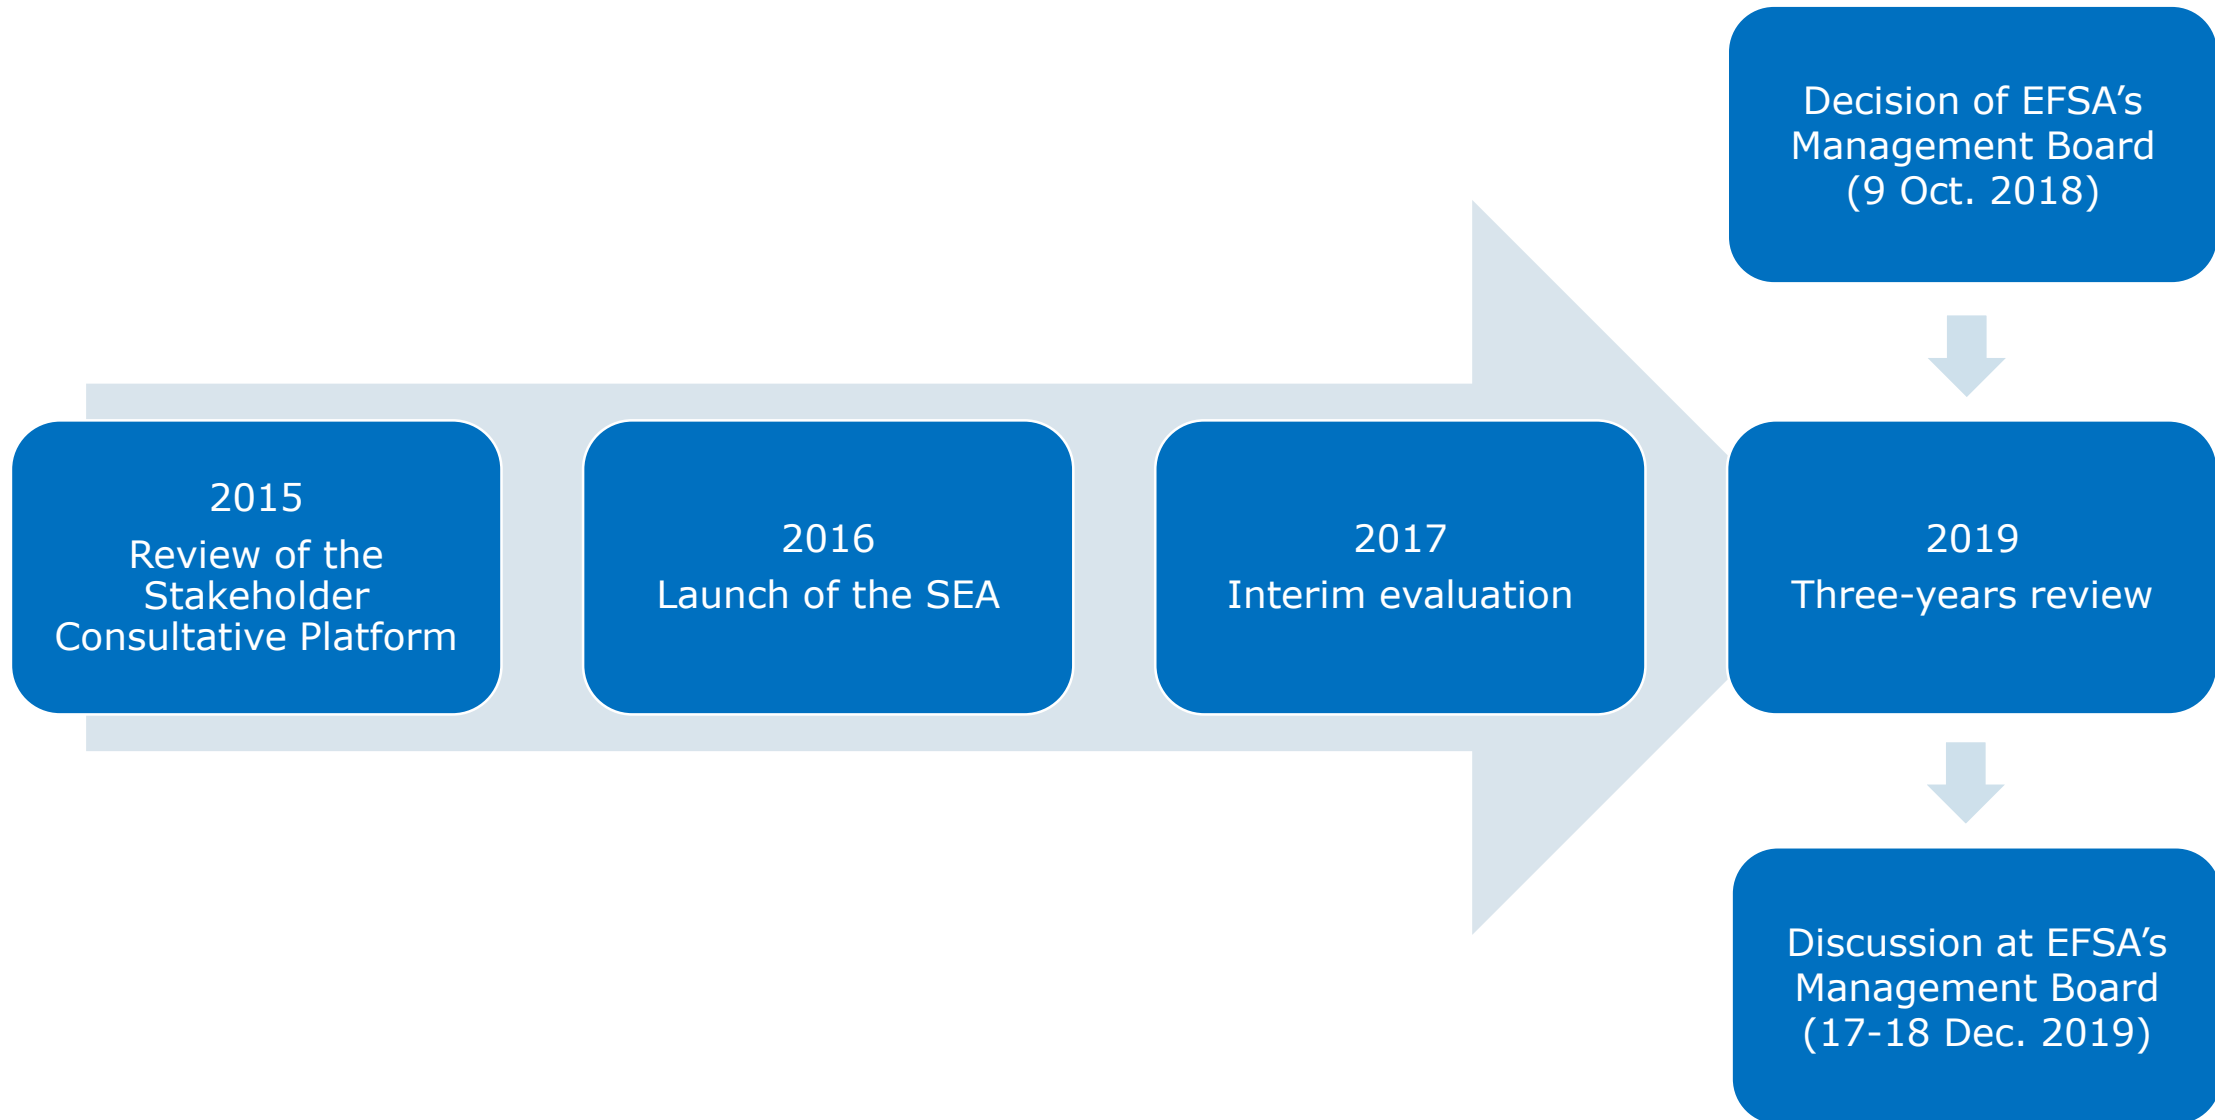 Decision of EFSA’s
Management Board
(9 Oct. 2018)
2015
Review of the
Stakeholder
Consultative Platform
2016
Launch of the SEA
2017
Interim evaluation
2019
Three-years review
Discussion at EFSA’s
Management Board
(17-18 Dec. 2019)